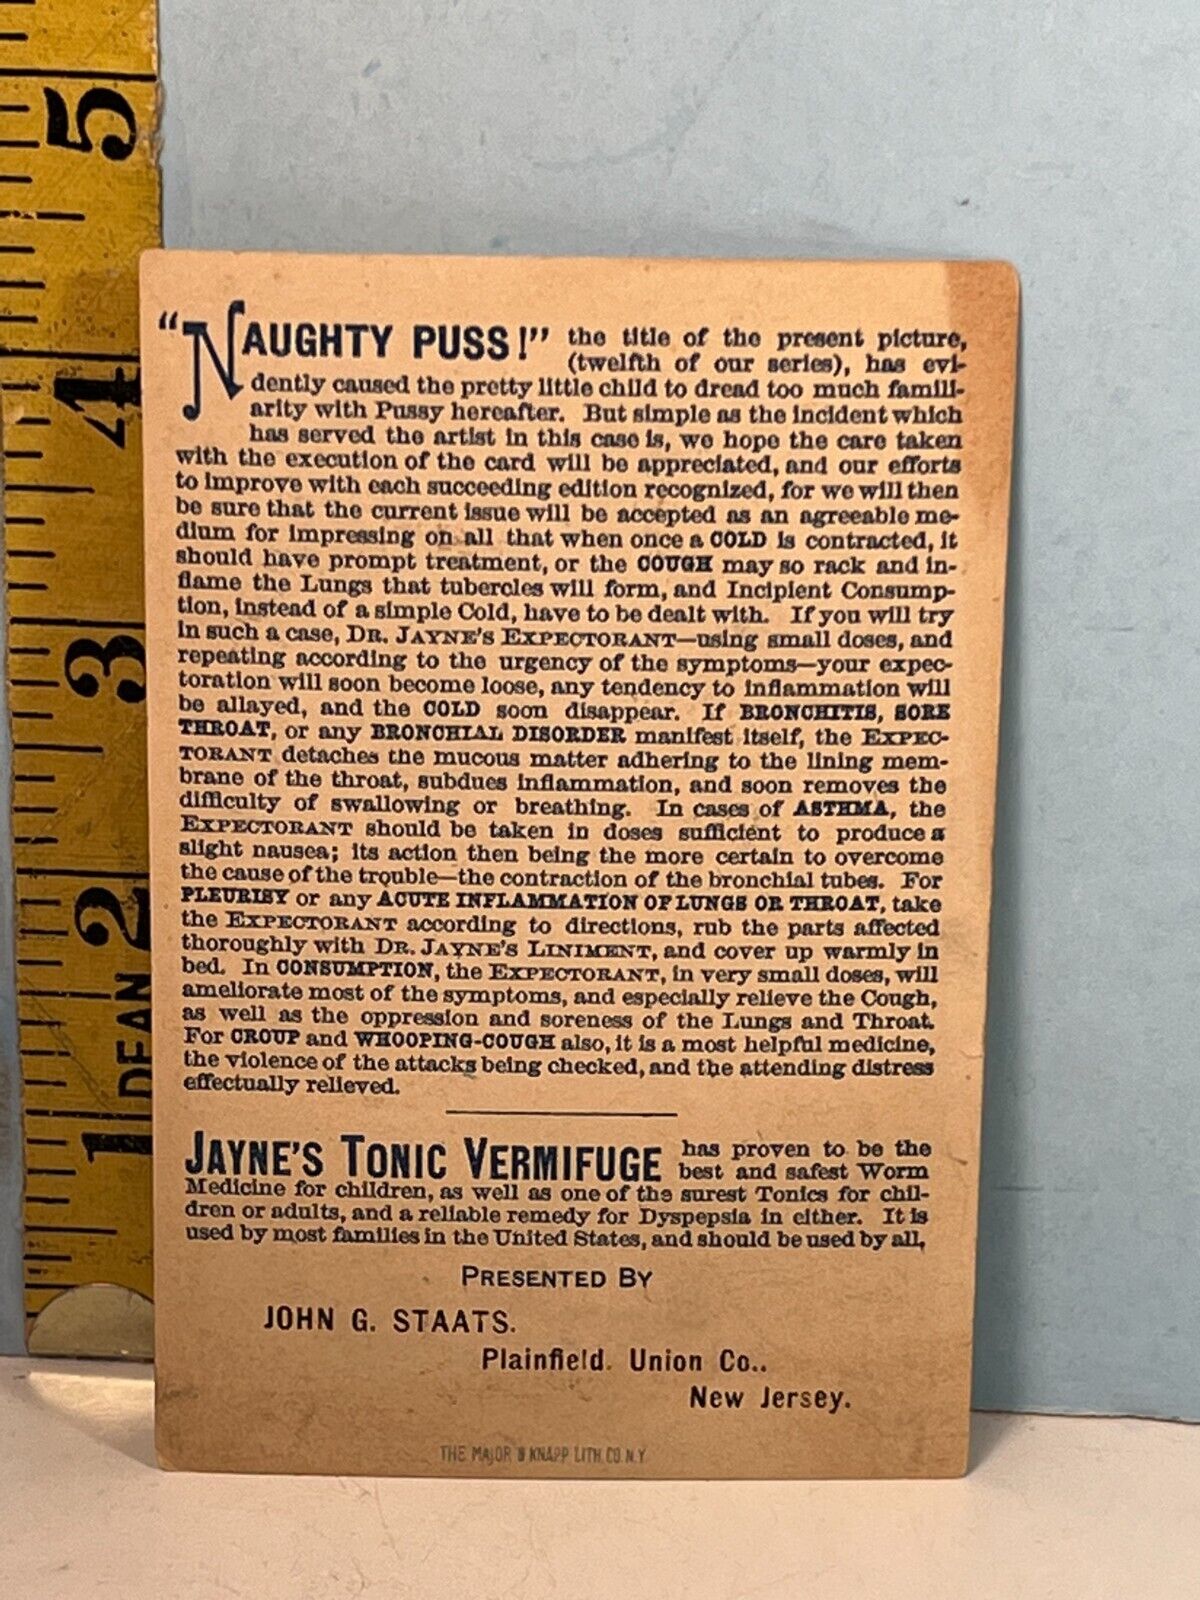 "NAUGHTY PUSS!" the title of the present picture,
(twelfth of our series), has evi-
dently caused the pretty little child to dread too much famili-
arity with Pussy hereafter. But simple as the incident which
has served the artist in this case is, we hope the care taken
with the execution of the card will be appreciated, and our efforts
to improve with each succeeding edition recognized, for we will then
be sure that the current issue will be accepted as an agreeable me-
dium for impressing on all that when once a COLD is contracted, it
should have prompt treatment, or the COUGH may so rack and in-
flame the Lungs that tubercles will form, and Incipient Consump-
tion, instead of a simple Cold, have to be dealt with. If you will try
in such a case, DR. JAYNE'S EXPECTORANT—using small doses, and
repeating according to the urgency of the symptoms—your expec-
toration will soon become loose, any tendency to inflammation will
be allayed, and the COLD soon disappear. If BRONCHITIS, SORE
THROAT, or any BRONCHIAL DISORDER manifest itself, the EXPEC-
TORANT detaches the mucous matter adhering to the lining mem-
brane of the throat, subdues inflammation, and soon removes the
difficulty of swallowing or breathing. In cases of ASTHMA, the
EXPECTORANT should be taken in doses sufficient to produce a
slight nausea; its action then being the more certain to overcome
the cause of the trouble—the contraction of the bronchial tubes. For
PLEURISY or any ACUTE INFLAMMATION OF LUNGS OR THROAT, take
the EXPECTORANT according to directions, rub the parts affected
thoroughly with DR. JAYNE'S LINIMENT, and cover up warmly in
bed. In CONSUMPTION, the EXPECTORANT, in very small doses, will
ameliorate most of the symptoms, and especially relieve the Cough,
as well as the oppression and soreness of the Lungs and Throat.
For CROUP and WHOOPING-COUGH also, it is a most helpful medicine,
the violence of the attacks being checked, and the attending distress
effectually relieved.
JAYNE'S TONIC VERMIFUGE has proven to be the
best and safest Worm
Medicine for children, as well as one of the surest Tonics for chil-
dren or adults, and a reliable remedy for Dyspepsia in either. It is
used by most families in the United States, and should be used by all.
PRESENTED BY
JOHN G. STAATS.
Plainfield. Union Co..
New Jersey.
THE MAJOR & KNAPP LITH. CO. N.Y.
5
4
3
2
1
DEAN